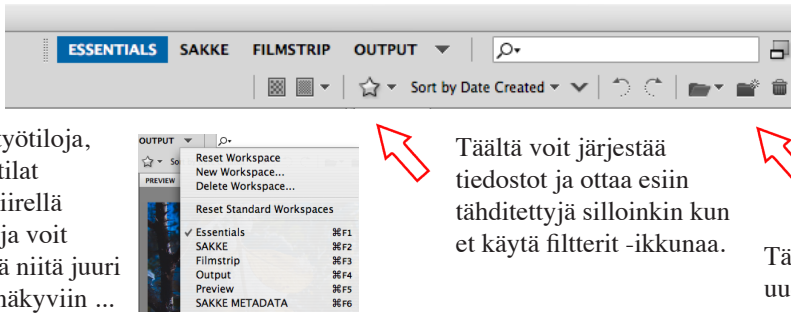 ESSENTIALS SAKKE FILMSTRIP OUTPUT
Sort by Date Created
työtiloja,
tilat
iirellä
ja voit
ä niitä juuri
näkyviin ...
OUTPUT
PREVIEW
Reset Workspace
New Workspace...
Delete Workspace...
Reset Standard Workspaces
✓ Essentials ⌘F1
SAKKE ⌘F2
Filmstrip ⌘F3
Output ⌘F4
Preview ⌘F5
SAKKE METADATA ⌘F6
Täältä voit järjestää
tiedostot ja ottaa esiin
tähditettyjä silloinkin kun
et käytä filtterit -ikkunaa.
Tä
uu